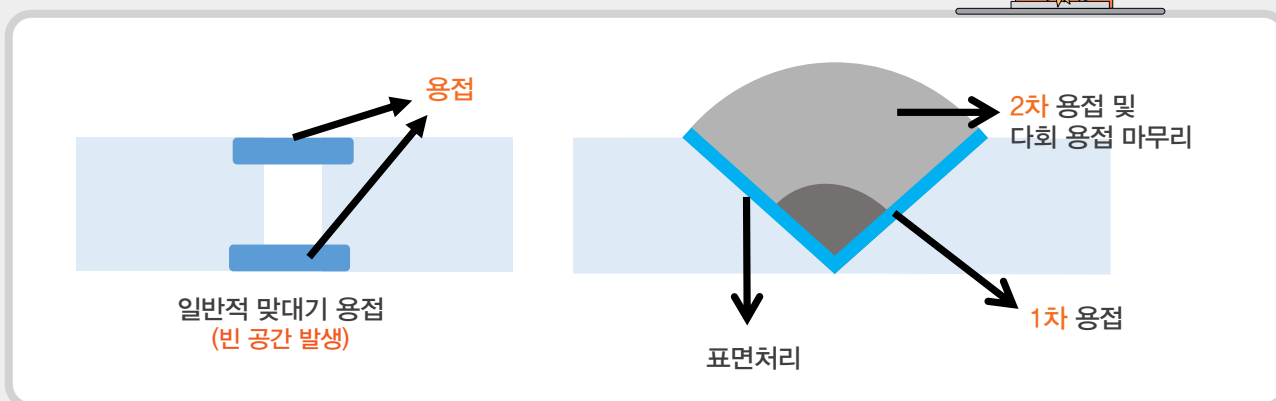 용접
일반적 맞대기 용접
(빈 공간 발생)
2차 용접 및
다회 용접 마무리
1차 용접
표면처리